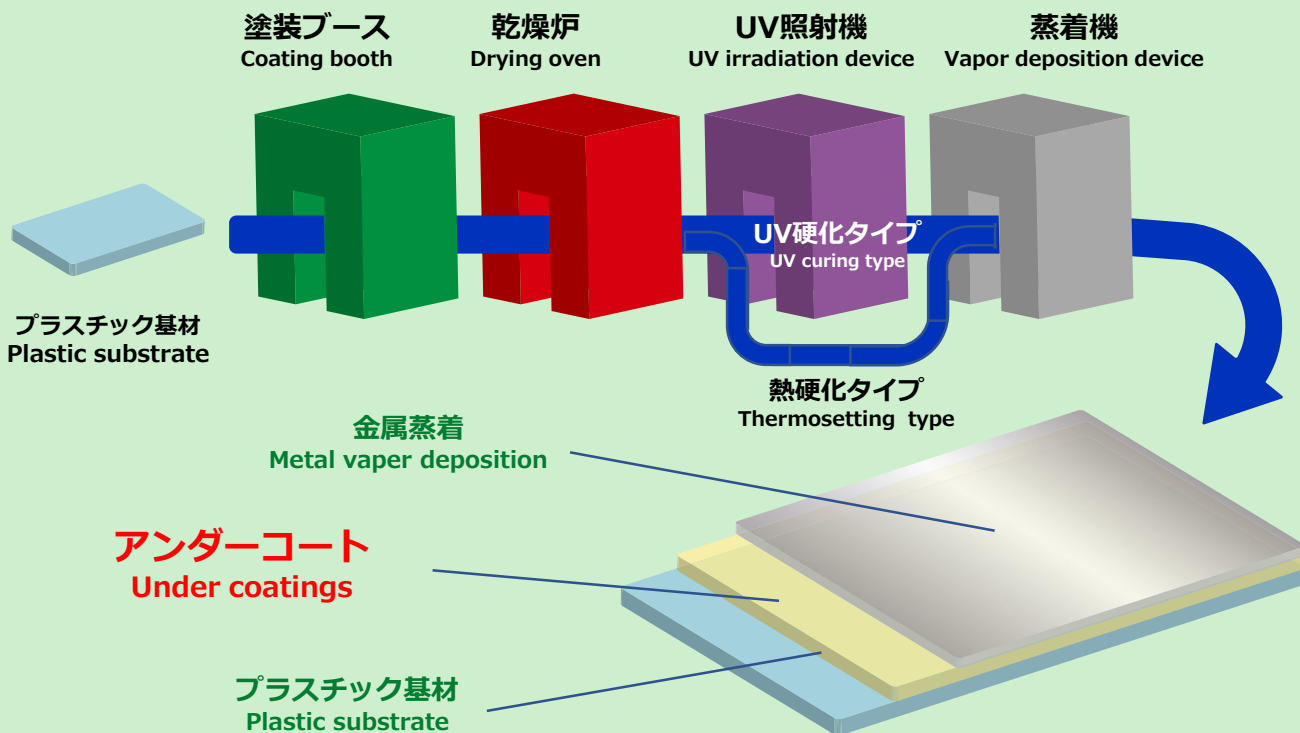 塗装ブース
Coating booth
乾燥炉
Drying oven
UV照射機
UV irradiation device
蒸着機
Vapor deposition device
プラスチック基材
Plastic substrate
UV硬化タイプ
UV curing type
熱硬化タイプ
Thermosetting type
金属蒸着
Metal vaper deposition
アンダーコート
Under coatings
プラスチック基材
Plastic substrate